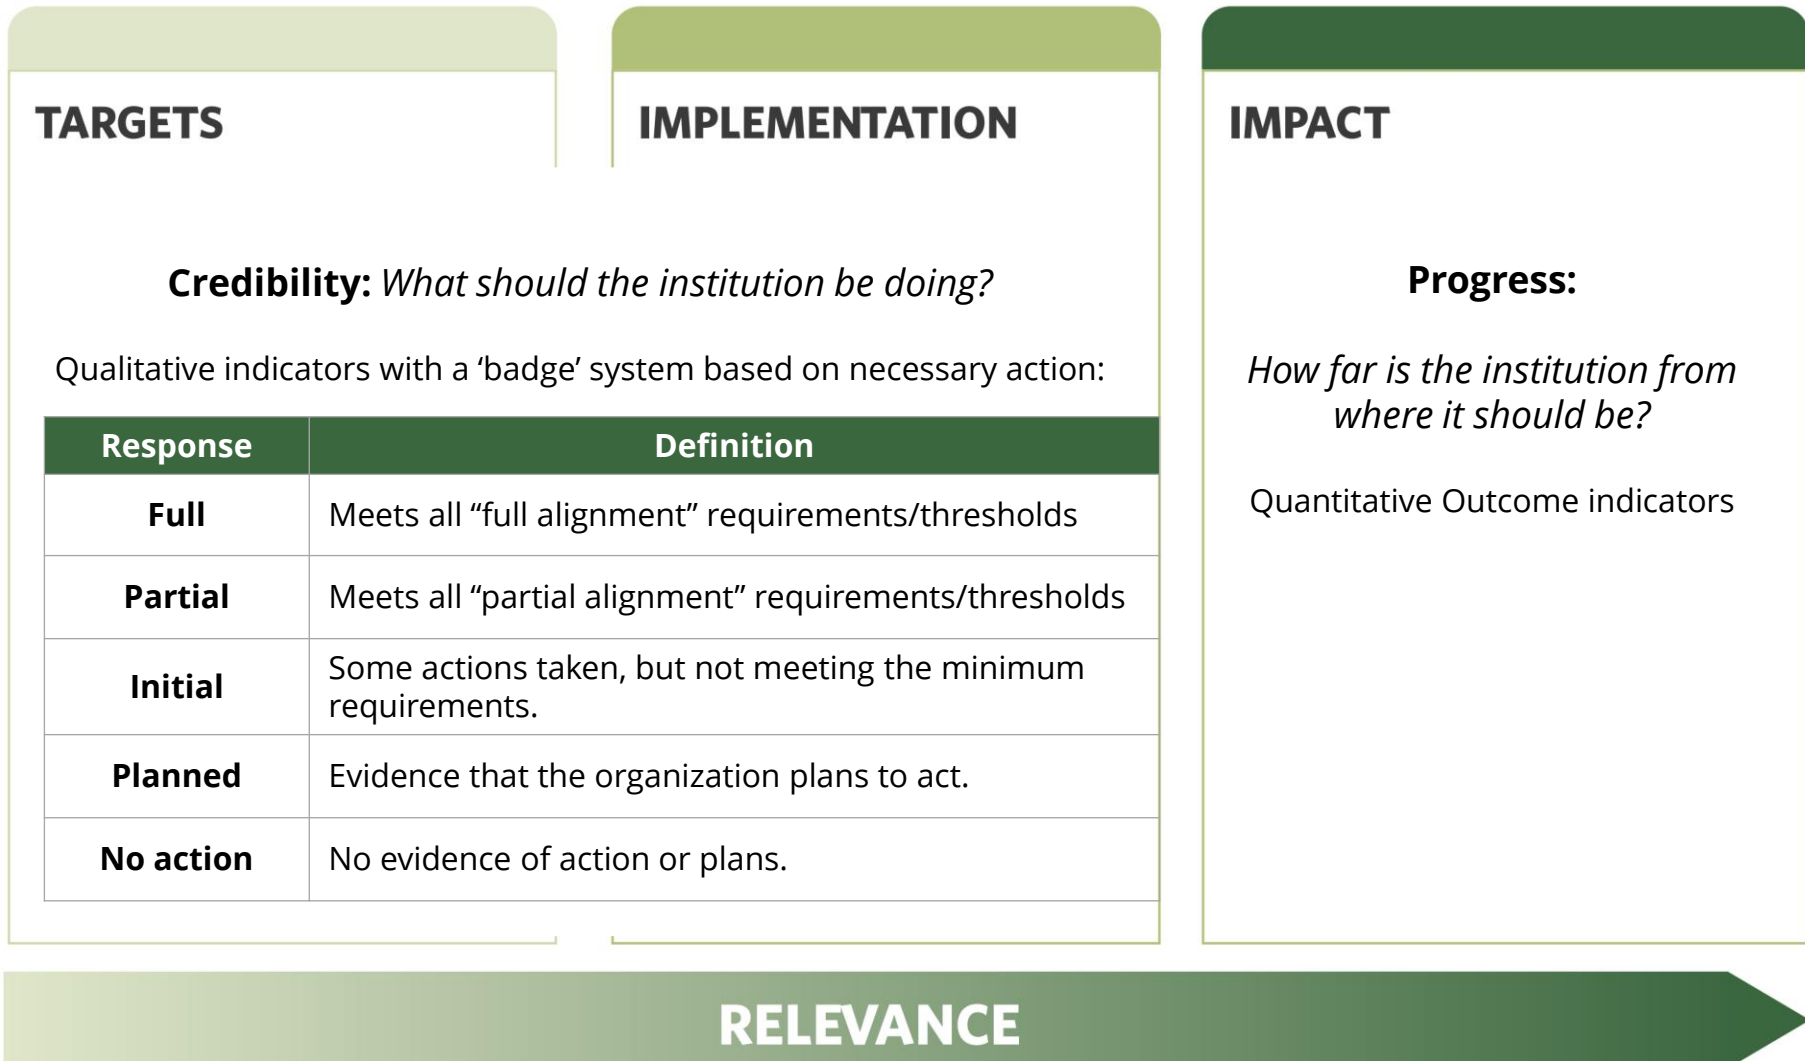 TARGETS
IMPLEMENTATION
IMPACT
Credibility: What should the institution be doing?
Qualitative indicators with a ‘badge’ system based on necessary action:
Response Definition
Full Meets all “full alignment” requirements/thresholds
Partial Meets all “partial alignment” requirements/thresholds
Initial Some actions taken, but not meeting the minimum
requirements.
Planned Evidence that the organization plans to act.
No action No evidence of action or plans.
Progress:
How far is the institution from
where it should be?
Quantitative Outcome indicators
RELEVANCE